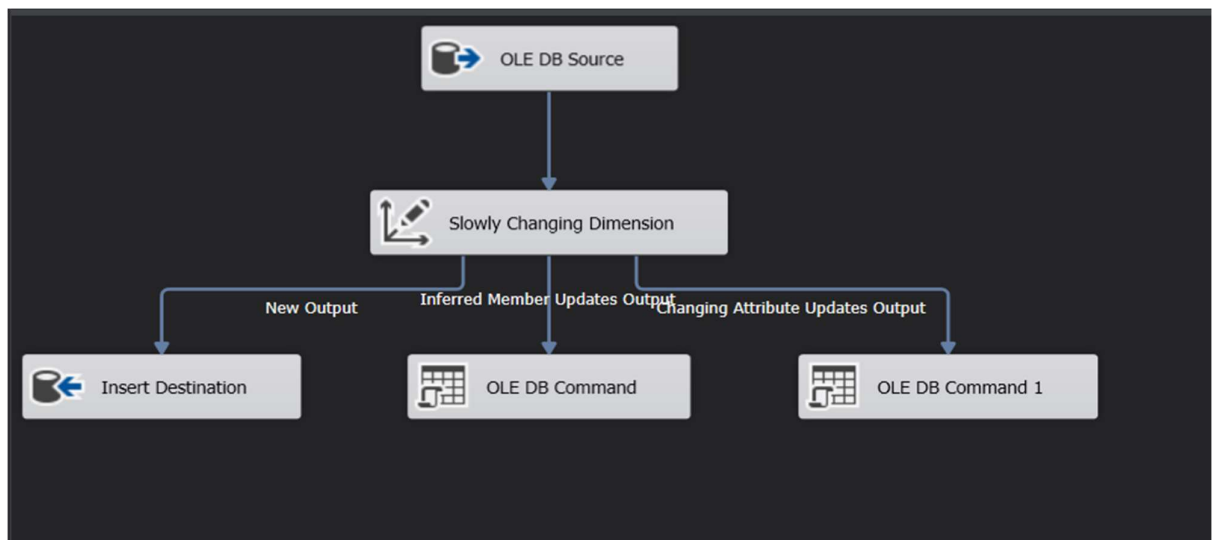 OLE DB Source
Slowly Changing Dimension
New Output
Inferred Member Updates Output
Changing Attribute Updates Output
Insert Destination
OLE DB Command
OLE DB Command 1